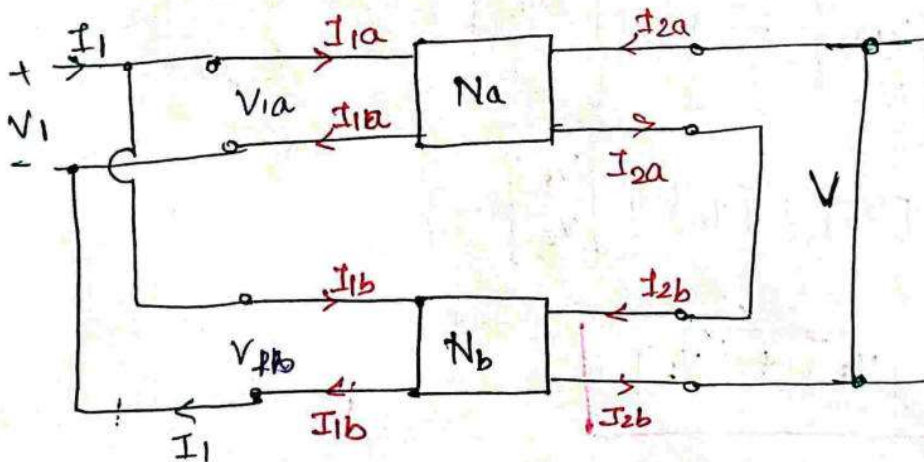 I1 I1a I2a
+ V1a Na
V1 I1a
- I2a
V
I1b I2b
Nb
I1 I1b I2b